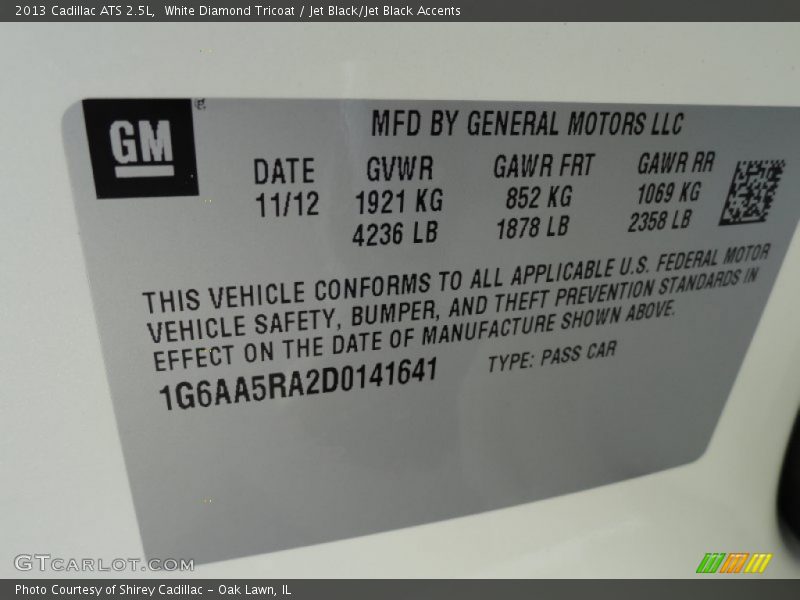 2013 Cadillac ATS 2.5L,  White Diamond Tricoat / Jet Black/Jet Black Accents
GM
MFD BY GENERAL MOTORS LLC
DATE GVWR GAWR FRT GAWR RR
11/12 1921 KG 852 KG 1069 KG
4236 LB 1878 LB 2358 LB
THIS VEHICLE CONFORMS TO ALL APPLICABLE U.S. FEDERAL MOTOR
VEHICLE SAFETY, BUMPER, AND THEFT PREVENTION STANDARDS IN
EFFECT ON THE DATE OF MANUFACTURE SHOWN ABOVE.
1G6AA5RA2D0141641 TYPE: PASS CAR
GTCARLOT.COM
Photo Courtesy of Shirey Cadillac - Oak Lawn, IL